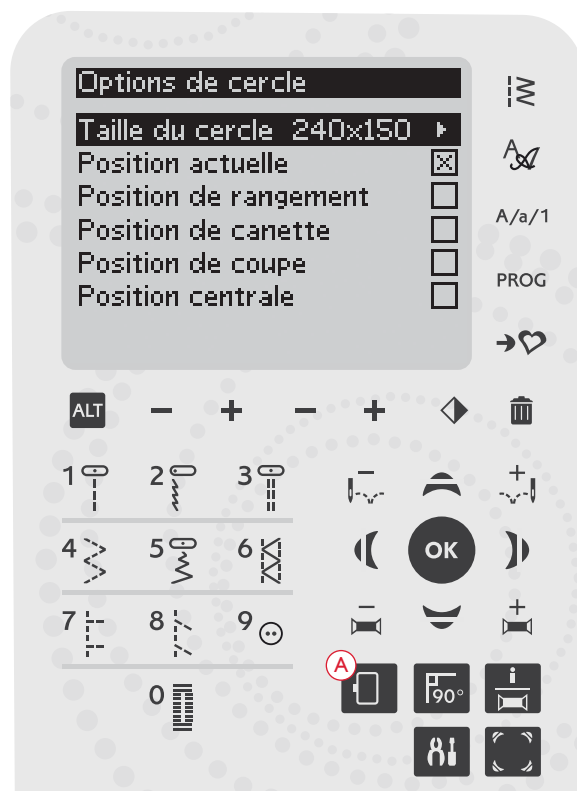 Options de cercle
Taille du cercle 240x150
Position actuelle
Position de rangement
Position de canette
Position de coupe
Position centrale
A
A/a/1
PROG
ALT
− + − +
1 2 3
− +
4 5 6
OK
7 8 9
− +
A
90° i
0